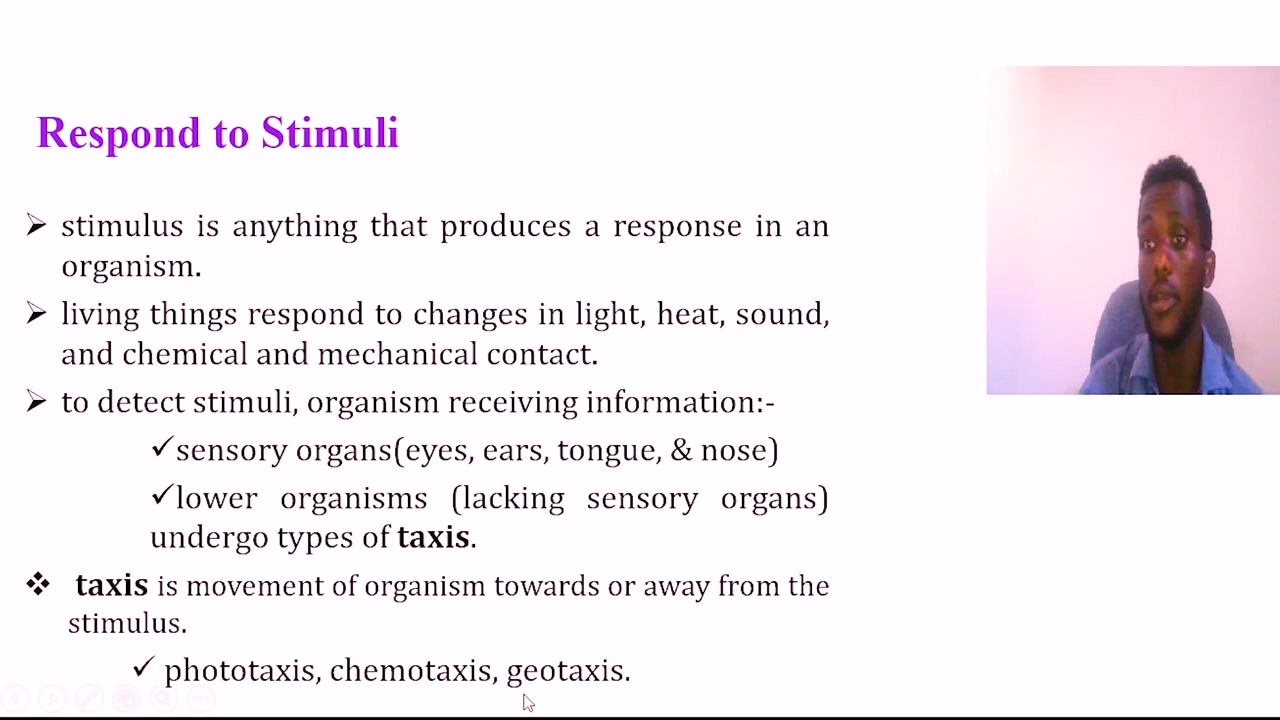 Respond to Stimuli
➢ stimulus is anything that produces a response in an
organism.
➢ living things respond to changes in light, heat, sound,
and chemical and mechanical contact.
➢ to detect stimuli, organism receiving information:-
✓sensory organs(eyes, ears, tongue, & nose)
✓lower organisms (lacking sensory organs)
undergo types of taxis.
❖ taxis is movement of organism towards or away from the
stimulus.
✓ phototaxis, chemotaxis, geotaxis.